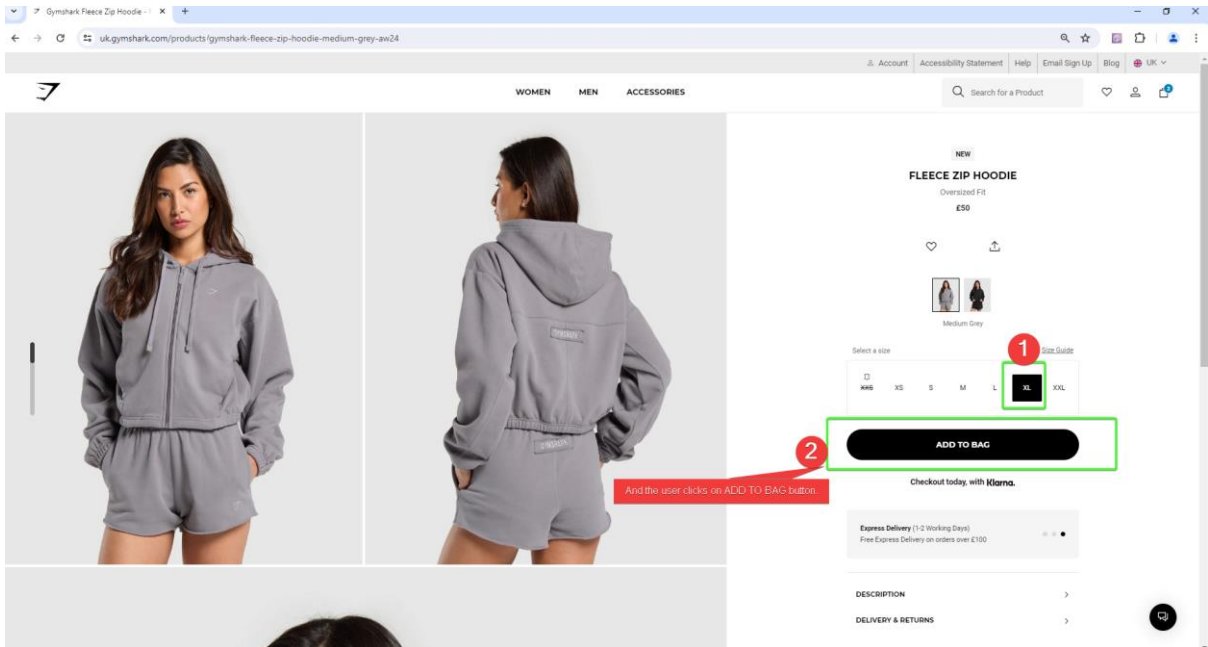 Gymshark Fleece Zip Hoodie -
uk.gymshark.com/products/gymshark-fleece-zip-hoodie-medium-grey-aw24
Account Accessibility Statement Help Email Sign Up Blog UK
WOMEN MEN ACCESSORIES
Search for a Product
2
NEW
FLEECE ZIP HOODIE
Oversized Fit
£50
Medium Grey
1
Select a size
Size Guide
XXS XS S M L XL XXL
ADD TO BAG
2
And the user clicks on ADD TO BAG button.
Checkout today, with Klarna.
Express Delivery (1-2 Working Days)
Free Express Delivery on orders over £100
DESCRIPTION
DELIVERY & RETURNS